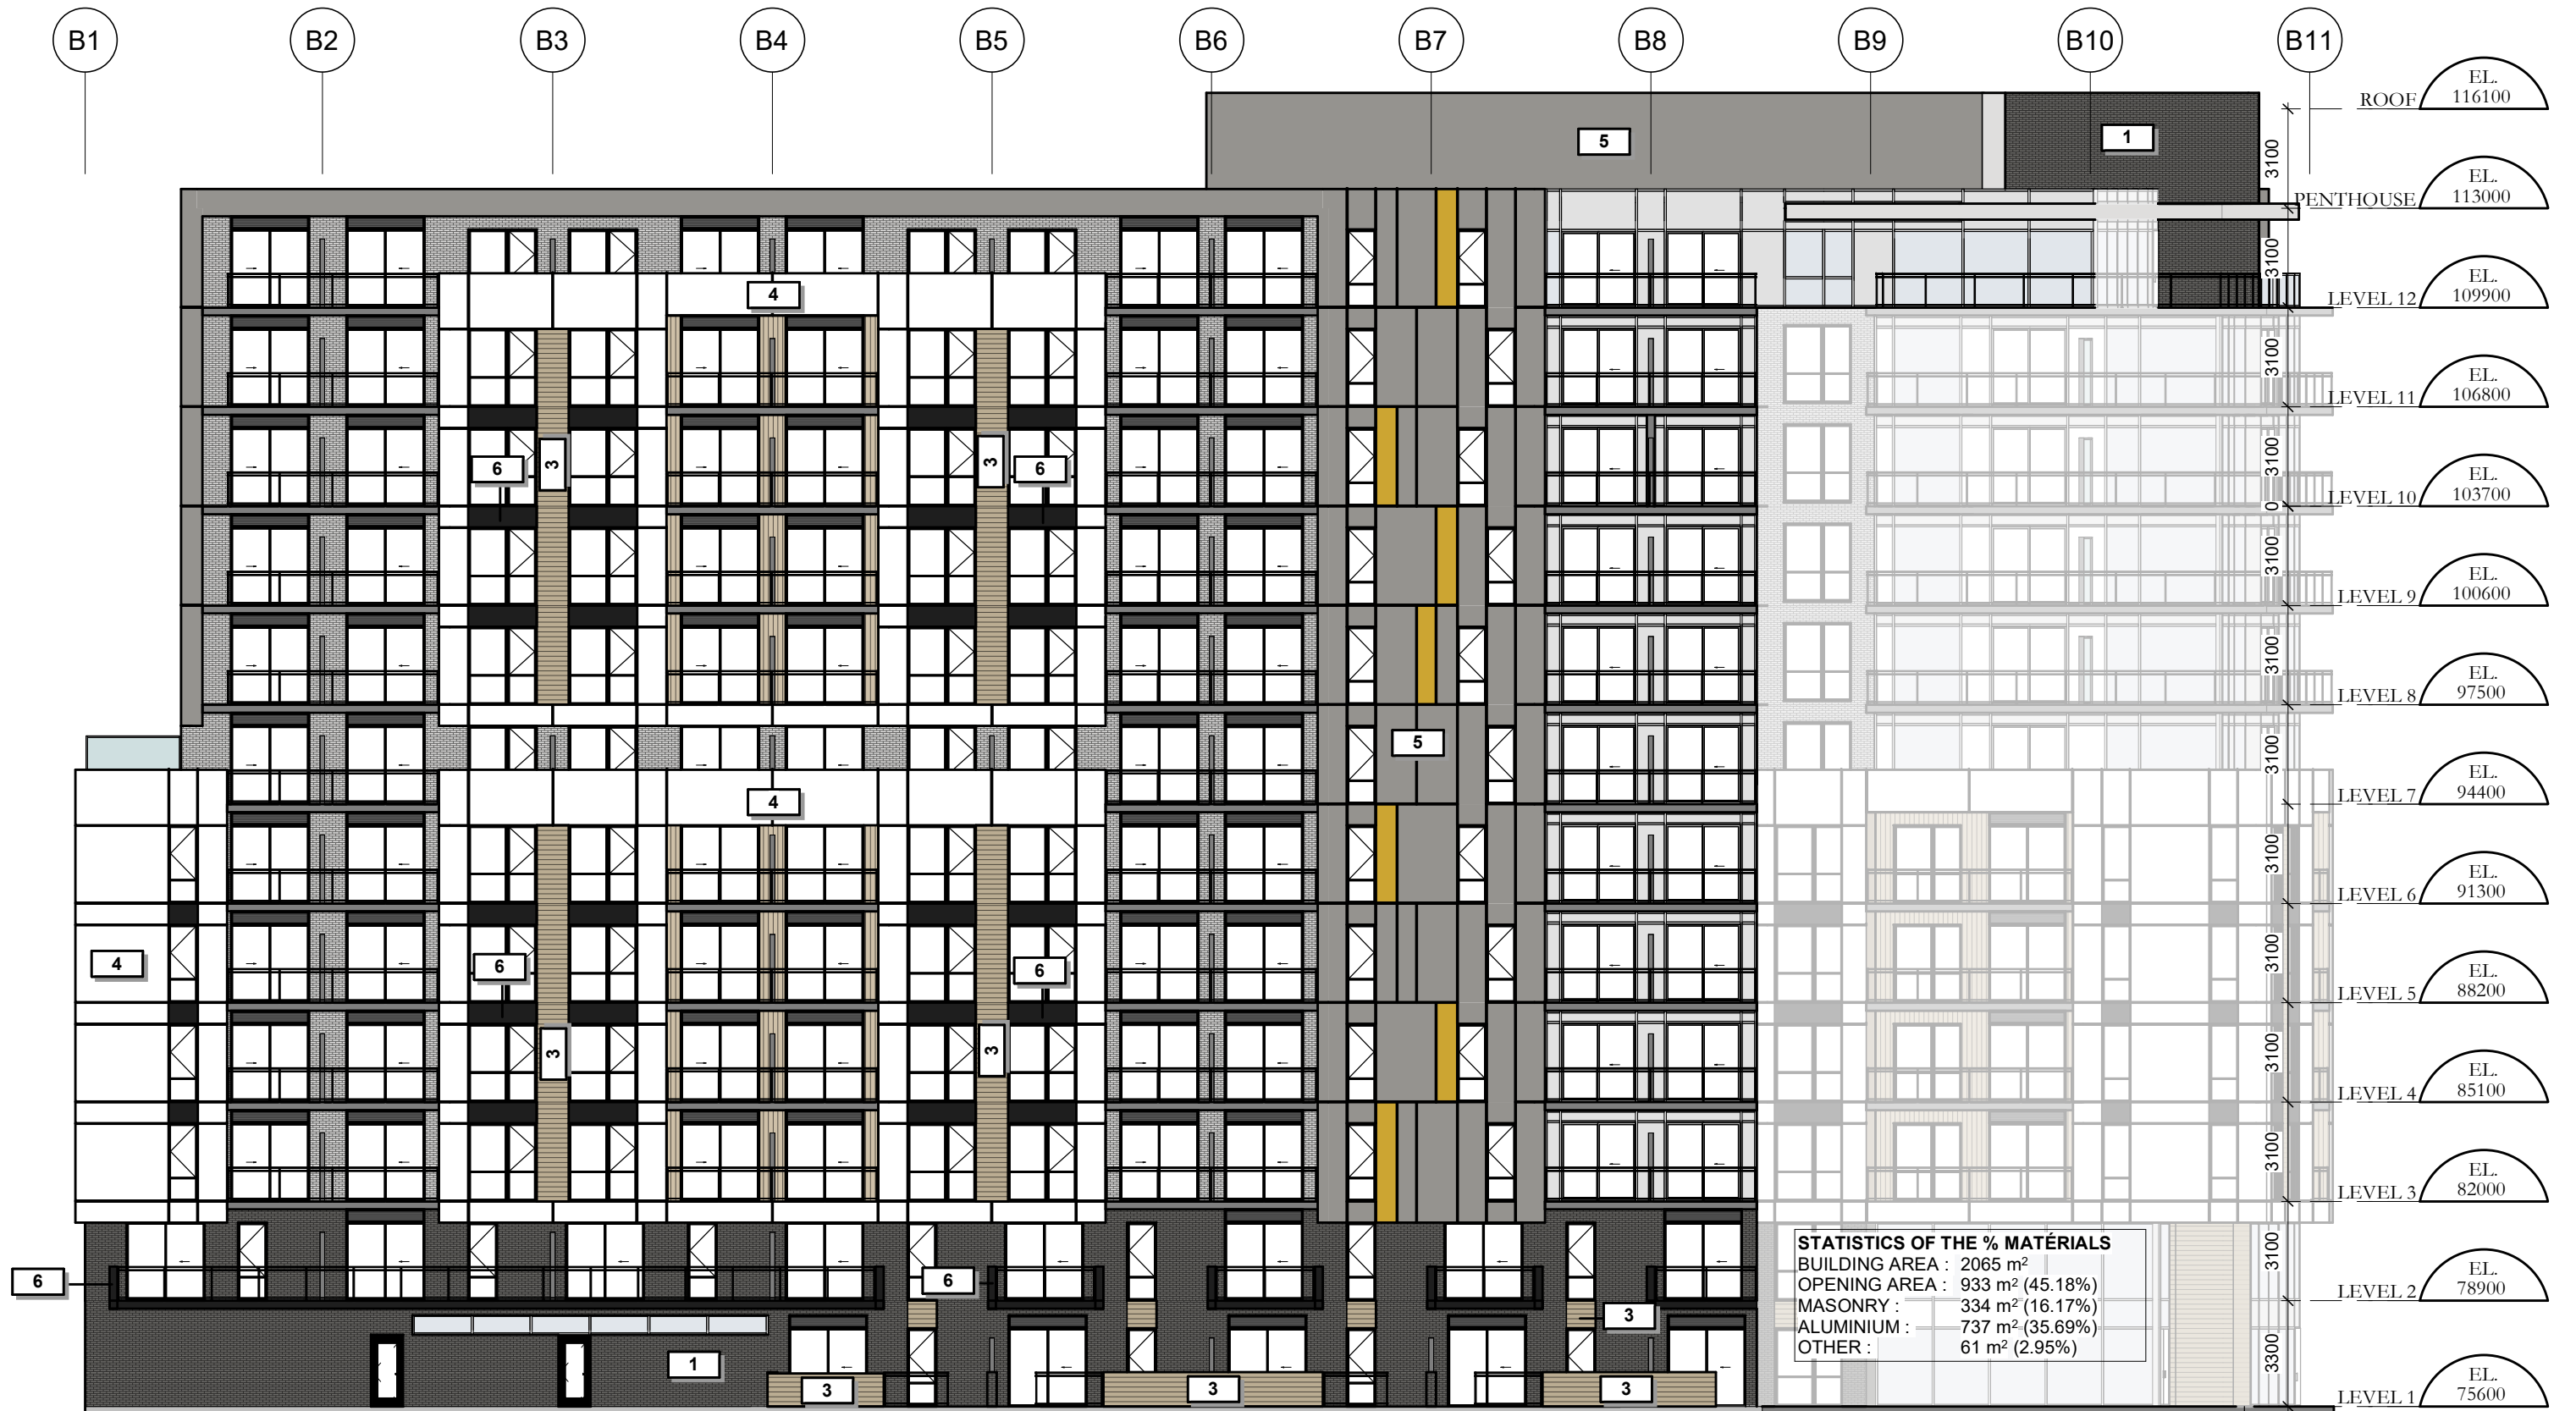 B1 B2 B3 B4 B5 B6 B7 B8 B9 B10 B11
EL.
ROOF 116100
5 1
3100
EL.
PENTHOUSE 113000
3100
EL.
4 LEVEL 12 109900
3100
EL.
LEVEL 11 106800
6 3 3 6 3100
EL.
LEVEL 10 103700
0
3100
EL.
LEVEL 9 100600
3100
EL.
LEVEL 8 97500
5 3100
EL.
4 LEVEL 7 94400
3100
EL.
LEVEL 6 91300
4 6 6 3100
EL.
LEVEL 5 88200
3 3 3100
EL.
LEVEL 4 85100
3100
EL.
LEVEL 3 82000
3100
STATISTICS OF THE % MATÉRIALS
BUILDING AREA : 2065 m²
OPENING AREA : 933 m² (45.18%)
MASONRY : 334 m² (16.17%)
ALUMINIUM : 737 m² (35.69%)
OTHER : 61 m² (2.95%)
6 6 EL.
LEVEL 2 78900
3
1 3300
3 3 3 EL.
LEVEL 1 75600